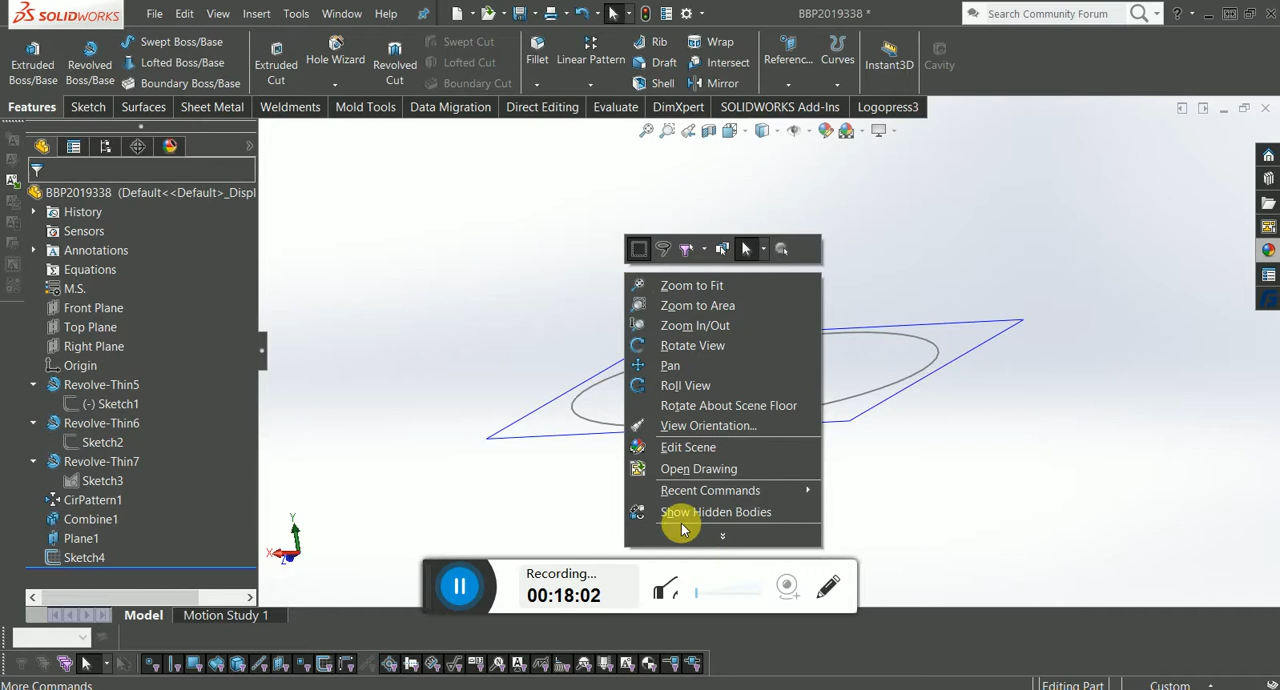 SOLIDWORKS File Edit View Insert Tools Window Help BBP2019338 * Search Community Forum
Extruded Boss/Base
Revolved Boss/Base
Swept Boss/Base
Lofted Boss/Base
Boundary Boss/Base
Extruded Cut
Hole Wizard
Revolved Cut
Swept Cut
Lofted Cut
Boundary Cut
Fillet
Linear Pattern
Rib
Draft
Shell
Wrap
Intersect
Mirror
Referenc...
Curves
Instant3D
Cavity
Features Sketch Surfaces Sheet Metal Weldments Mold Tools Data Migration Direct Editing Evaluate DimXpert SOLIDWORKS Add-Ins Logopress3
BBP2019338 (Default<<Default>_Displ
History
Sensors
Annotations
Equations
M.S.
Front Plane
Top Plane
Right Plane
Origin
Revolve-Thin5
(-) Sketch1
Revolve-Thin6
Sketch2
Revolve-Thin7
Sketch3
CirPattern1
Combine1
Plane1
Sketch4
Zoom to Fit
Zoom to Area
Zoom In/Out
Rotate View
Pan
Roll View
Rotate About Scene Floor
View Orientation...
Edit Scene
Open Drawing
Recent Commands
Show Hidden Bodies
Y
X
Z
Recording...
00:18:02
Model Motion Study 1
More Commands Editing Part Custom